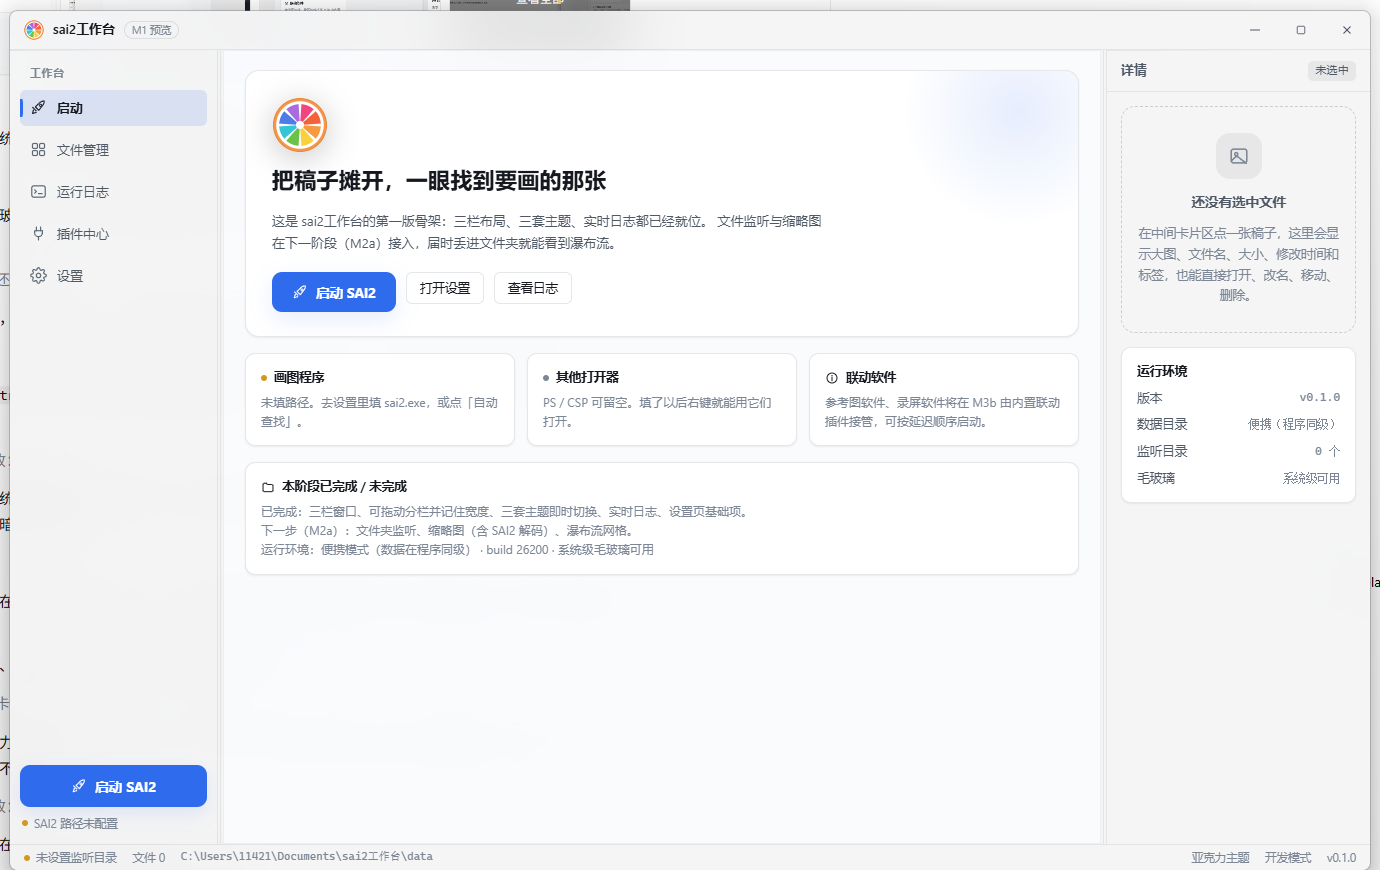 查看全部
sai2工作台
M1 预览
工作台
启动
文件管理
运行日志
插件中心
设置
启动 SAI2
SAI2 路径未配置
把稿子摊开，一眼找到要画的那张
这是 sai2工作台的第一版骨架：三栏布局、三套主题、实时日志都已经就位。 文件监听与缩略图
在下一阶段（M2a）接入，届时丢进文件夹就能看到瀑布流。
启动 SAI2
打开设置
查看日志
画图程序
未填路径。去设置里填 sai2.exe，或点「自动
查找」。
其他打开器
PS / CSP 可留空。填了以后右键就能用它们
打开。
联动软件
参考图软件、录屏软件将在 M3b 由内置联动
插件接管，可按延迟顺序启动。
本阶段已完成 / 未完成
已完成：三栏窗口、可拖动分栏并记住宽度、三套主题即时切换、实时日志、设置页基础项。
下一步（M2a）：文件夹监听、缩略图（含 SAI2 解码）、瀑布流网格。
运行环境：便携模式（数据在程序同级） · build 26200 · 系统级毛玻璃可用
详情
未选中
还没有选中文件
在中间卡片区点一张稿子，这里会显
示大图、文件名、大小、修改时间和
标签，也能直接打开、改名、移动、
删除。
运行环境
版本 v0.1.0
数据目录 便携（程序同级）
监听目录 0 个
毛玻璃 系统级可用
未设置监听目录
文件 0
C:\Users\11421\Documents\sai2工作台\data
亚克力主题
开发模式
v0.1.0